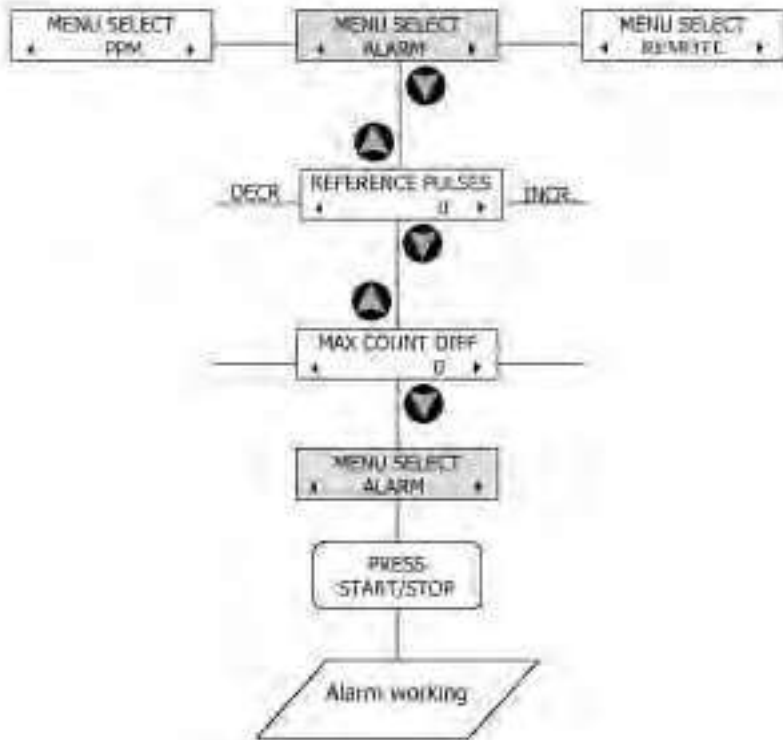 MENU SELECT
PPM
MENU SELECT
ALARM
MENU SELECT
REMOTE
DECR
REFERENCE PULSES
0
INCR.
MAX COUNT DIFF
0
MENU SELECT
ALARM
PRESS
START/STOP
Alarm working